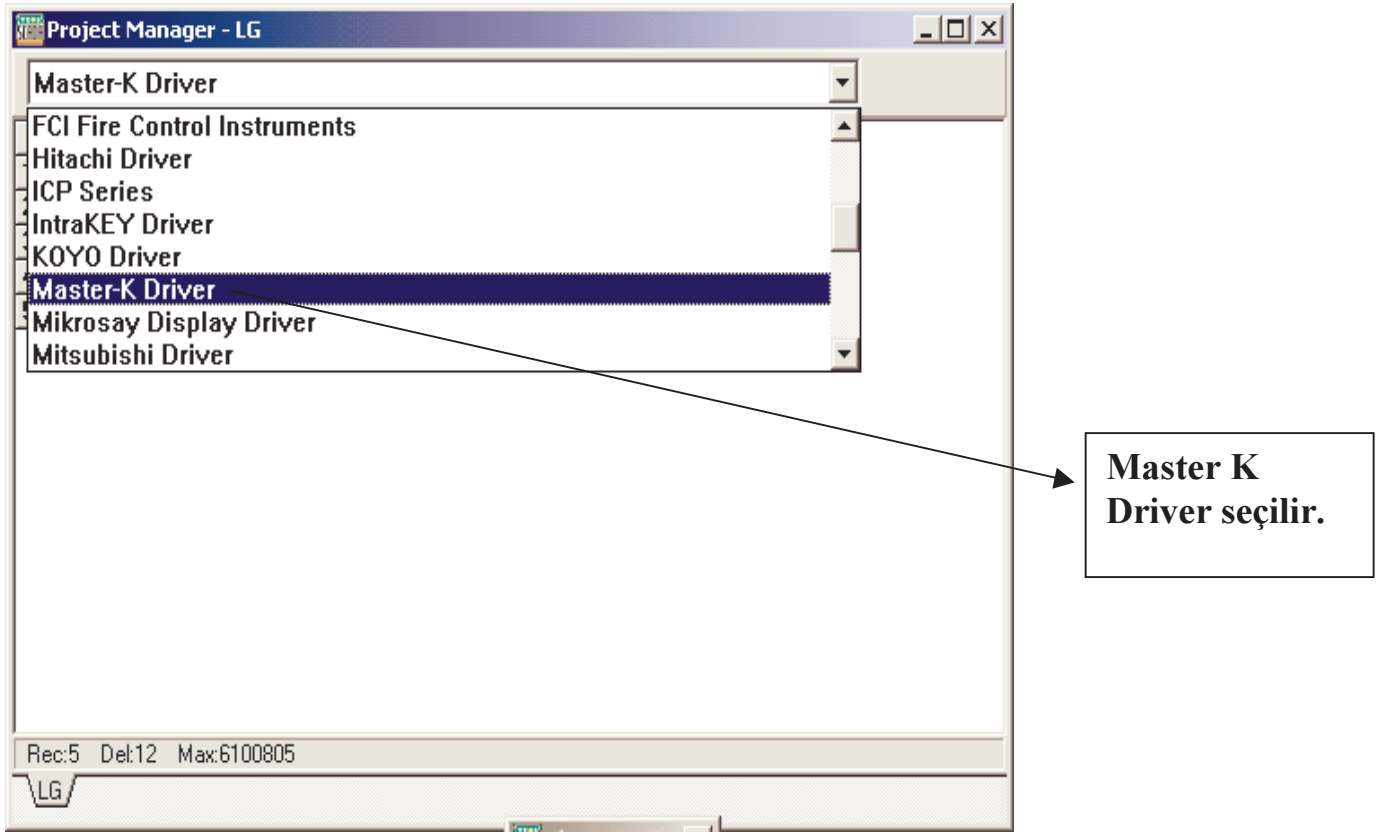 Project Manager - LG
Master-K Driver
FCI Fire Control Instruments
Hitachi Driver
ICP Series
IntraKEY Driver
KOYO Driver
Master-K Driver
Mikrosay Display Driver
Mitsubishi Driver
Master K
Driver seçilir.
Rec:5 Del:12 Max:6100805
LG